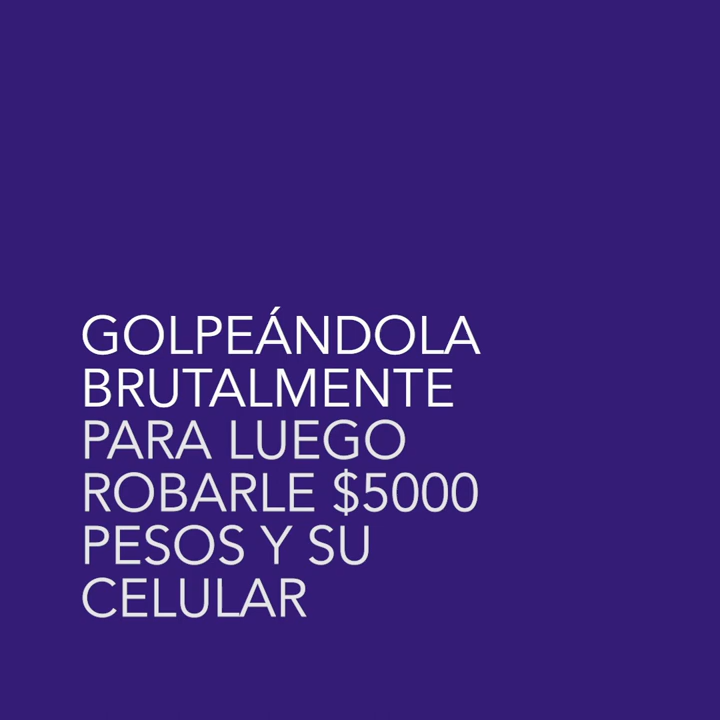 GOLPEÁNDOLA
BRUTALMENTE
PARA LUEGO
ROBARLE $5000
PESOS Y SU
CELULAR